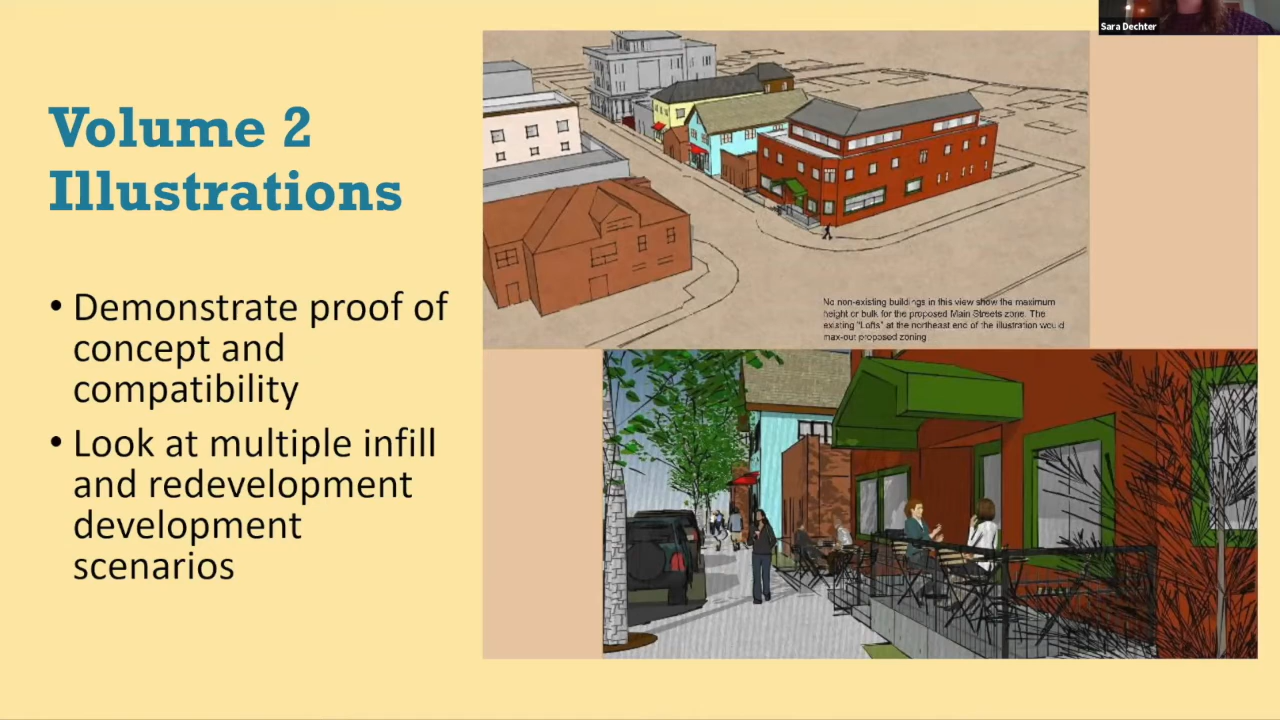 Sara Dechter
Volume 2
Illustrations
• Demonstrate proof of
concept and
compatibility
• Look at multiple infill
and redevelopment
development
scenarios
No non-existing buildings in this view show the maximum
height or bulk for the proposed Main Streets zone. The
existing "Lofts" at the northeast end of the illustration would
max-out proposed zoning